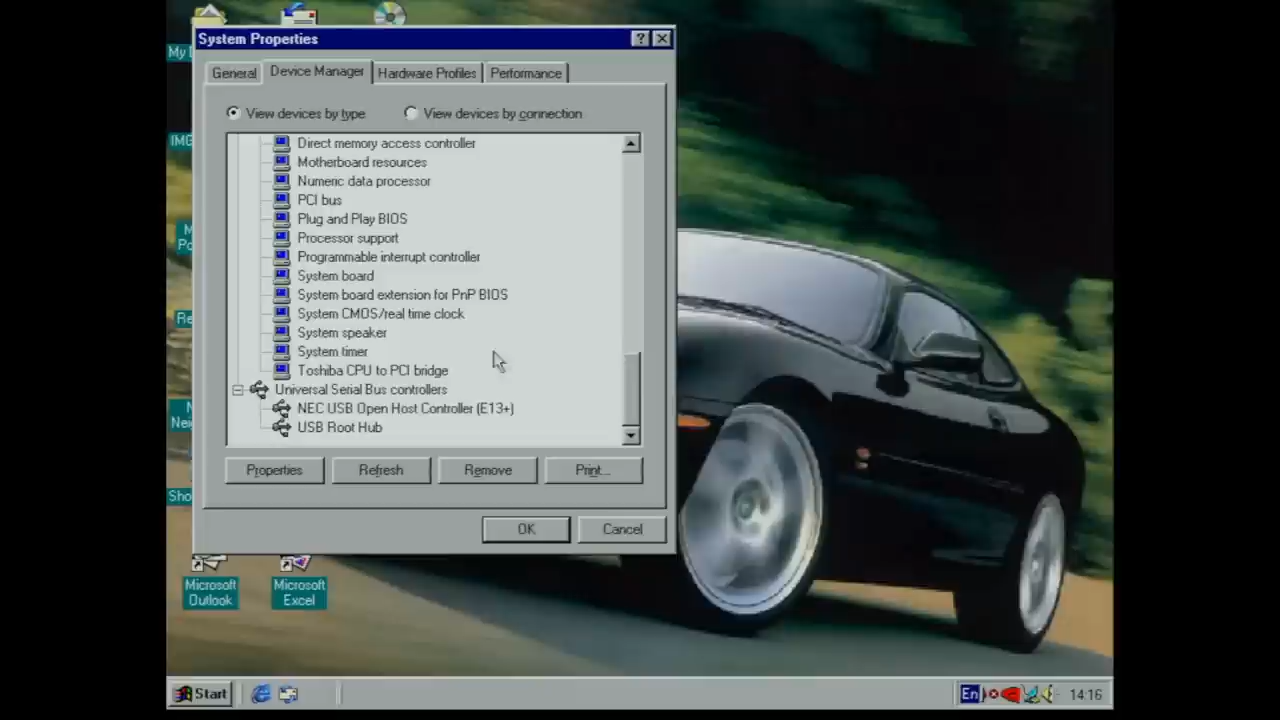 System Properties
General
Device Manager
Hardware Profiles
Performance
View devices by type
View devices by connection
Direct memory access controller
Motherboard resources
Numeric data processor
PCI bus
Plug and Play BIOS
Processor support
Programmable interrupt controller
System board
System board extension for PnP BIOS
System CMOS/real time clock
System speaker
System timer
Toshiba CPU to PCI bridge
Universal Serial Bus controllers
NEC USB Open Host Controller (E13+)
USB Root Hub
Properties
Refresh
Remove
Print...
OK
Cancel
My
IMG
Microsoft
Outlook
Microsoft
Excel
Start
En
14:16